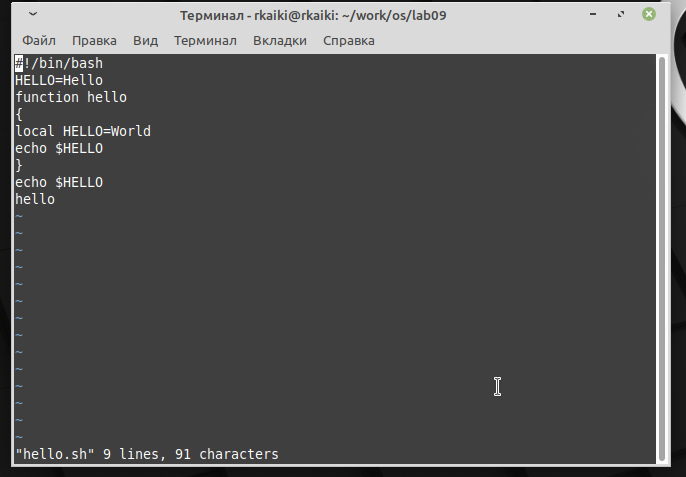 Терминал - rkaiki@rkaiki: ~/work/os/lab09
Файл Правка Вид Терминал Вкладки Справка
#!/bin/bash
HELLO=Hello
function hello
{
local HELLO=World
echo $HELLO
}
echo $HELLO
hello
~
~
~
~
~
~
~
~
~
~
~
~
~
~
"hello.sh" 9 lines, 91 characters